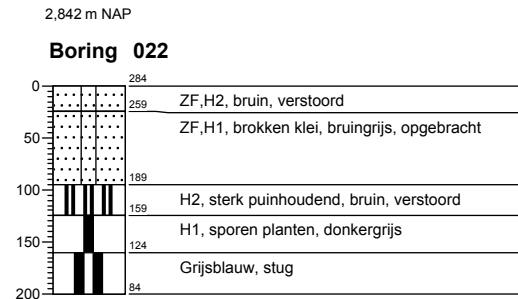 2,842 m NAP
Boring 022
0
284
ZF,H2, bruin, verstoord
259
ZF,H1, brokken klei, bruingrijs, opgebracht
50
189
100
H2, sterk puinhoudend, bruin, verstoord
159
H1, sporen planten, donkergrijs
150
124
Grijsblauw, stug
200
84